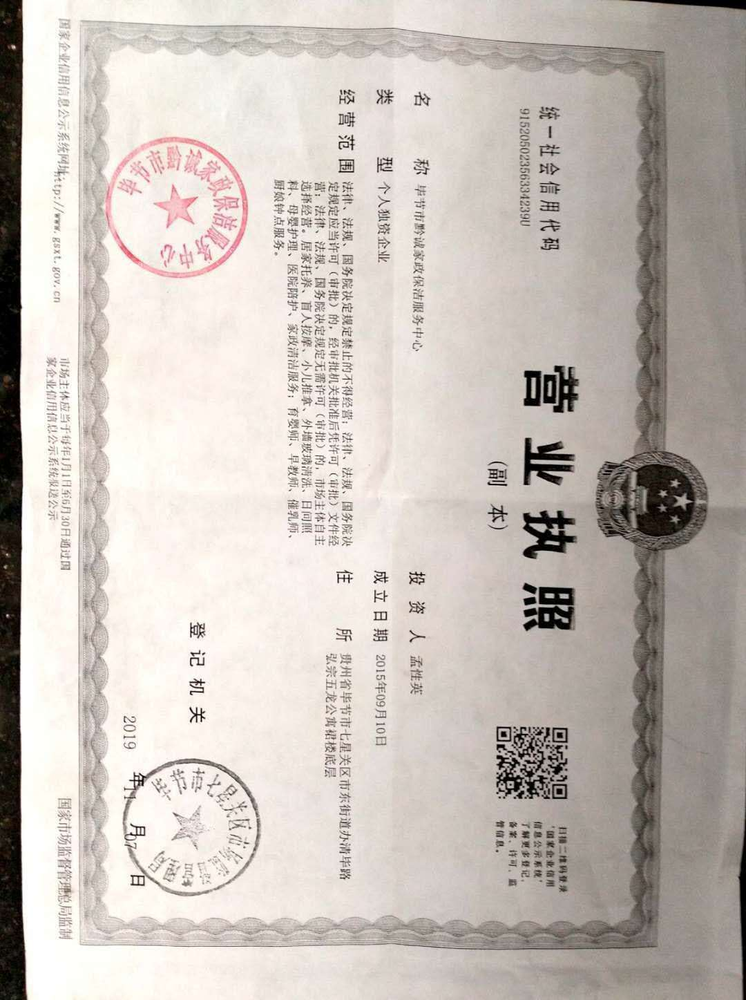 统一社会信用代码
91520502356334239U
营业执照
（副 本）
扫描二维码登录
'国家企业信用
信息公示系统'
了解更多登记、
备案、许可、监
管信息。
名 称 毕节市黔诚家政保洁服务中心
类 型 个人独资企业
经营范围 法律、法规、国务院决定规定禁止的不得经营；法律、法规、国务院决
定规定应当许可（审批）的，经审批机关批准后凭许可（审批）文件经
营；法律、法规、国务院决定规定无需许可（审批）的，市场主体自主
选择经营。居家托养、盲人按摩、小儿推拿、外墙玻璃清洗、日间照
料、母婴护理、医院陪护、家政清洁服务；育婴师、早教师、催乳师、
厨娘钟点服务。
投资人 孟性英
成立日期 2015年09月10日
住 所 贵州省毕节市七星关区市东街道办清毕路
弘宗五龙公寓裙楼底层
毕节市黔诚家政保洁服务中心
登记机关
毕节市七星关区市场监督管理局
2019 年 11 月 07 日
国家企业信用信息公示系统网址：http://www.gsxt.gov.cn
市场主体应当于每年1月1日至6月30日通过国
家企业信用信息公示系统报送公示
国家市场监督管理总局监制